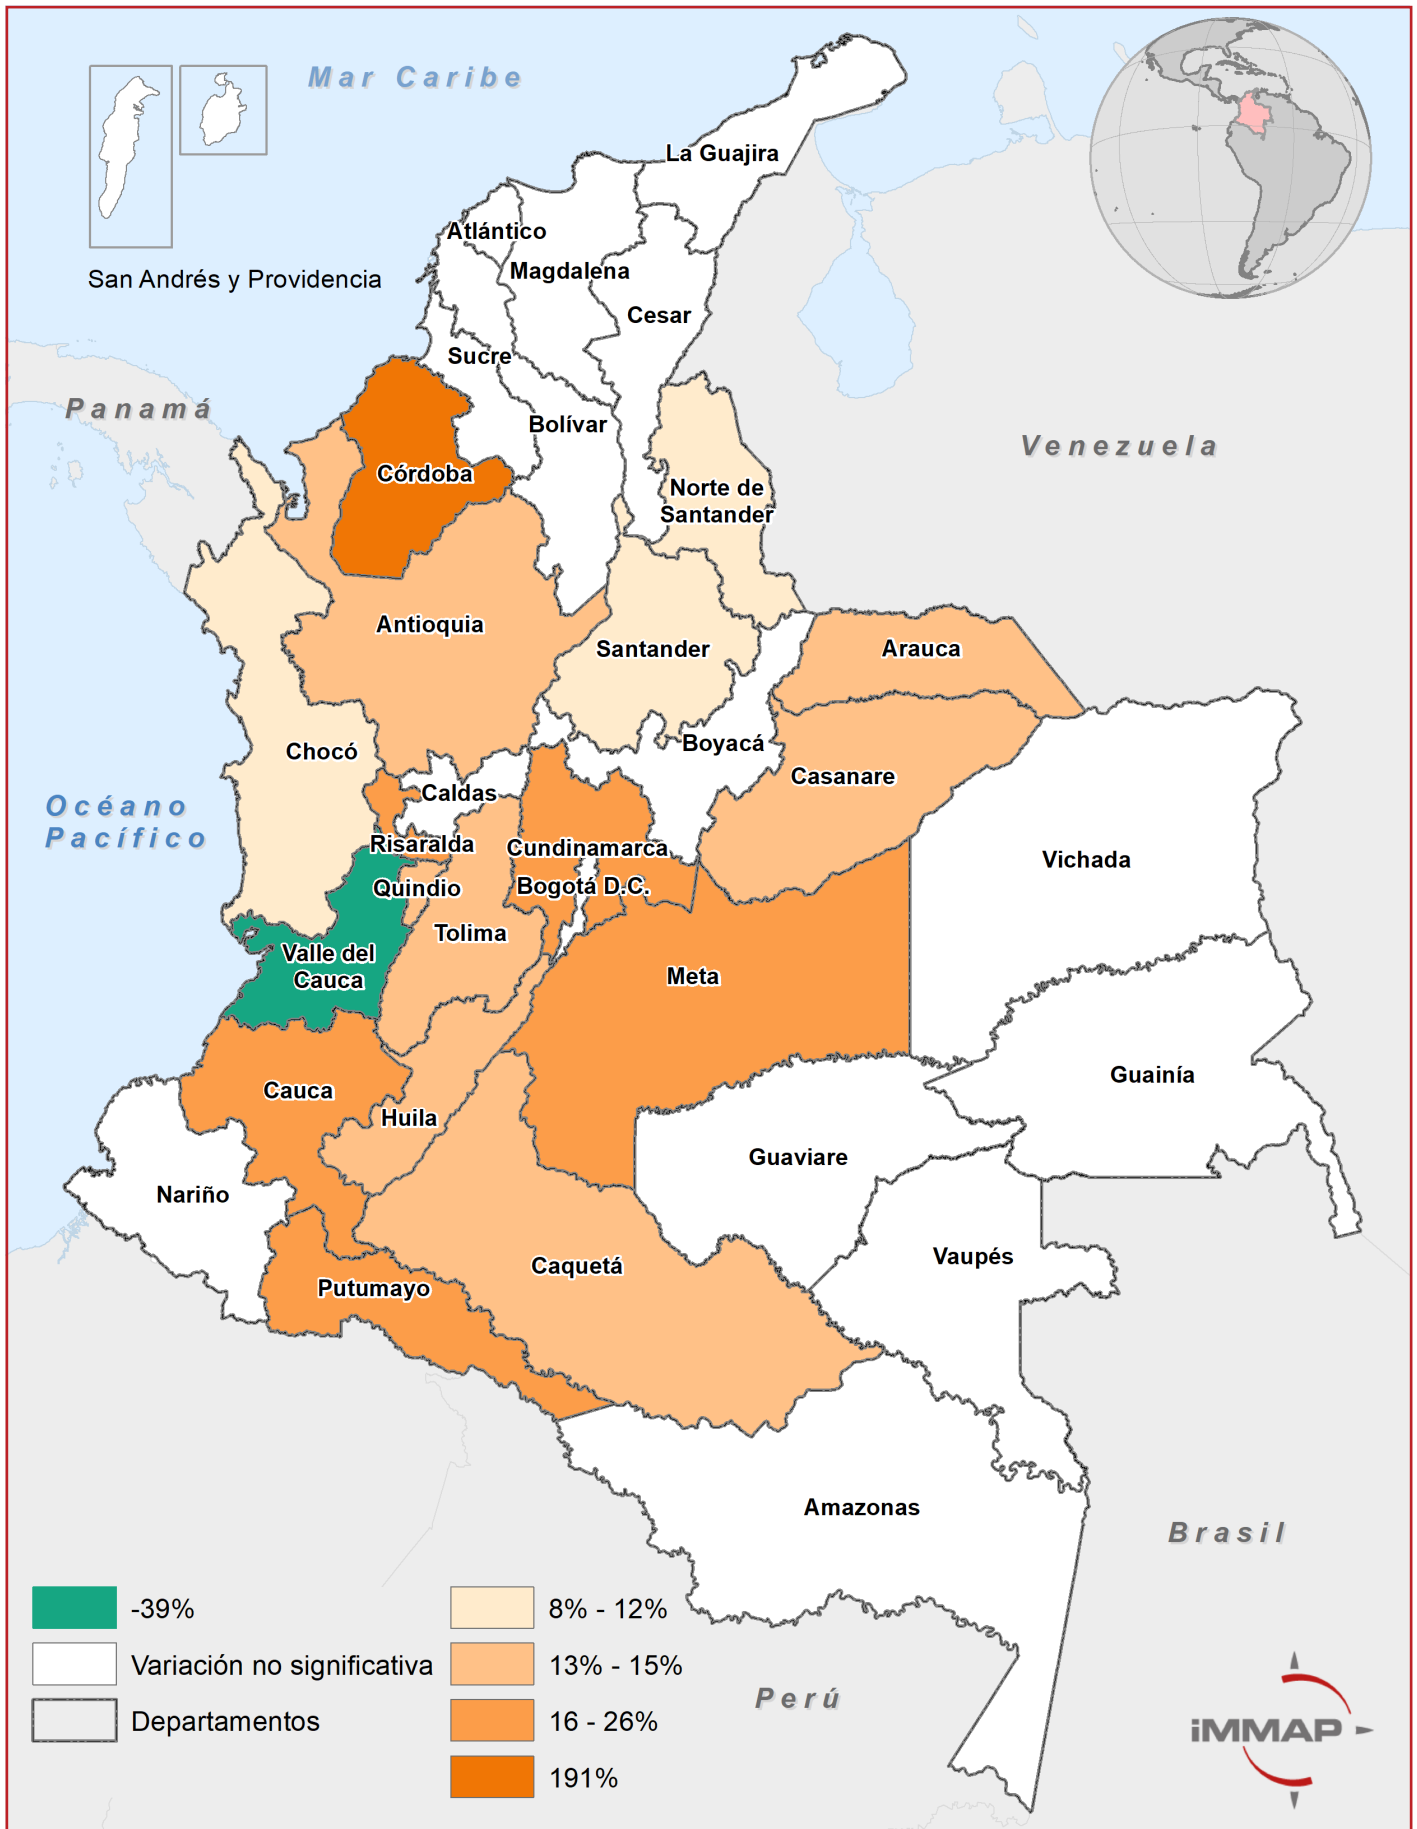 Mar Caribe
La Guajira
Atlántico
Magdalena
San Andrés y Providencia
Cesar
Sucre
Panamá
Bolívar
Venezuela
Córdoba
Norte de
Santander
Antioquia
Santander
Arauca
Chocó
Boyacá
Casanare
Caldas
Océano
Pacífico
Risaralda
Cundinamarca
Vichada
Quindio
Bogotá D.C.
Tolima
Valle del
Cauca
Meta
Guainía
Cauca
Huila
Guaviare
Nariño
Vaupés
Caquetá
Putumayo
Amazonas
Brasil
-39%
Variación no significativa
Departamentos
8% - 12%
13% - 15%
16 - 26%
191%
Perú
iMMAP